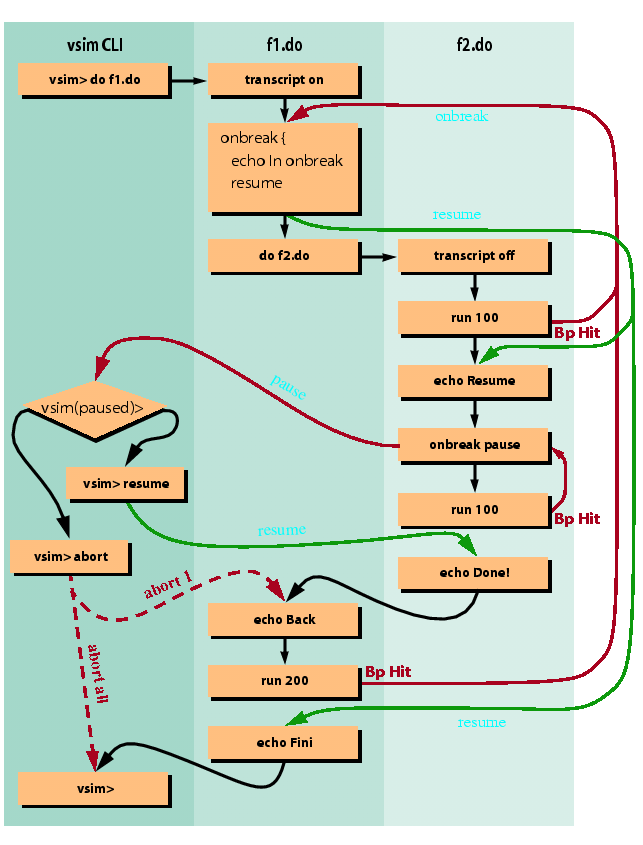 vsim CLI
f1.do
f2.do
vsim> do f1.do
transcript on
onbreak
onbreak {
echo In onbreak
resume
resume
do f2.do
transcript off
run 100
Bp Hit
echo Resume
pause
vsim(paused)>
onbreak pause
vsim> resume
run 100
Bp Hit
resume
vsim> abort
echo Done!
abort 1
echo Back
abort all
Bp Hit
run 200
resume
echo Fini
vsim>